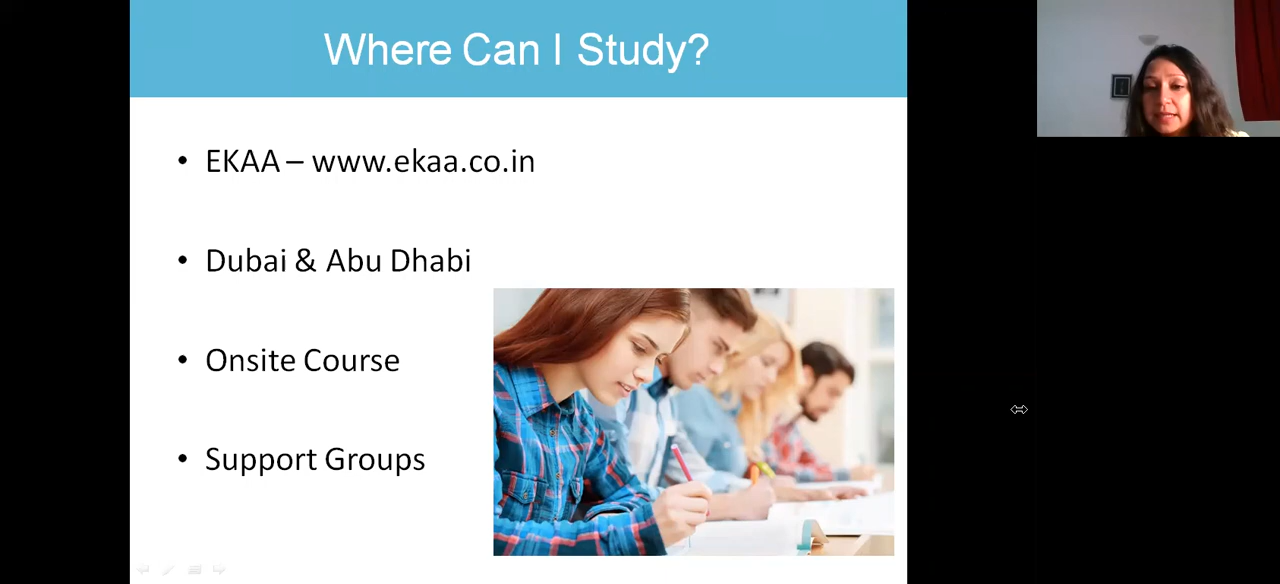 Where Can I Study?
• EKAA – www.ekaa.co.in
• Dubai & Abu Dhabi
• Onsite Course
• Support Groups